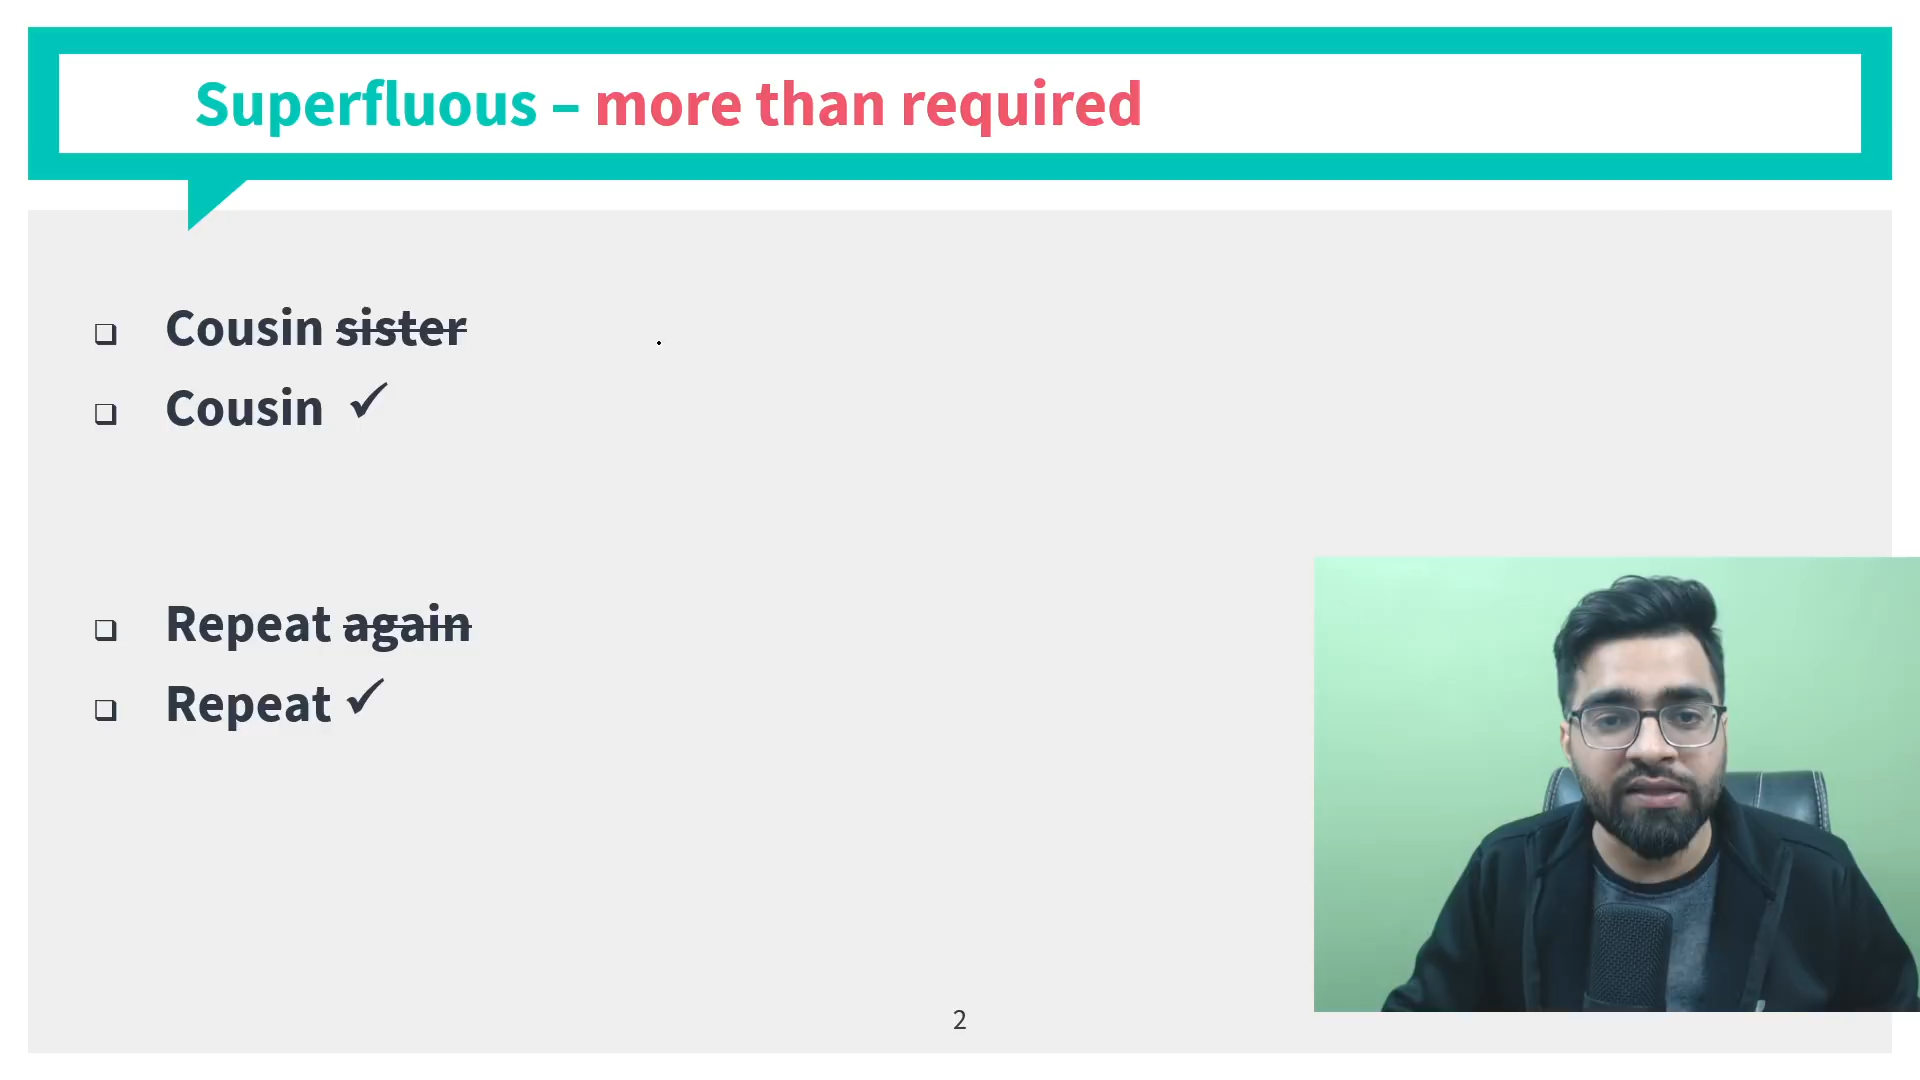 Superfluous – more than required
Cousin sister
Cousin ✓
Repeat again
Repeat ✓
2